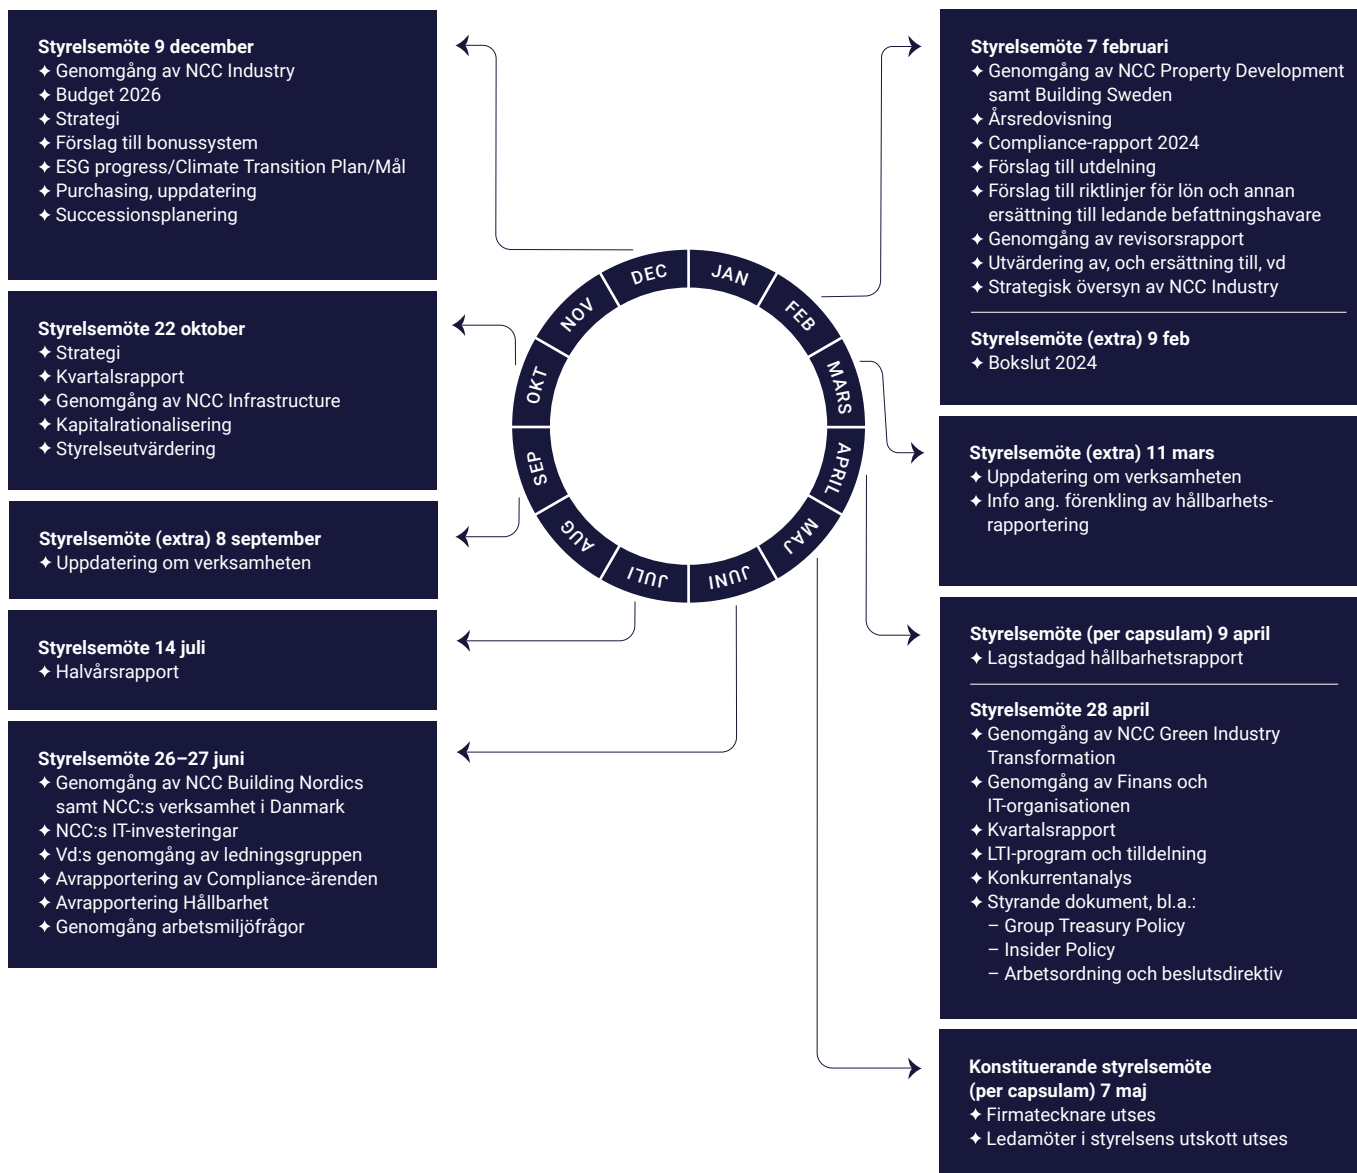 Styrelsemöte 9 december
✦ Genomgång av NCC Industry
✦ Budget 2026
✦ Strategi
✦ Förslag till bonussystem
✦ ESG progress/Climate Transition Plan/Mål
✦ Purchasing, uppdatering
✦ Successionsplanering
Styrelsemöte 22 oktober
✦ Strategi
✦ Kvartalsrapport
✦ Genomgång av NCC Infrastructure
✦ Kapitalrationalisering
✦ Styrelseutvärdering
Styrelsemöte (extra) 8 september
✦ Uppdatering om verksamheten
Styrelsemöte 14 juli
✦ Halvårsrapport
Styrelsemöte 26–27 juni
✦ Genomgång av NCC Building Nordics
samt NCC:s verksamhet i Danmark
✦ NCC:s IT-investeringar
✦ Vd:s genomgång av ledningsgruppen
✦ Avrapportering av Compliance-ärenden
✦ Avrapportering Hållbarhet
✦ Genomgång arbetsmiljöfrågor
JAN
FEB
MARS
APRIL
MAJ
JUNI
JULI
AUG
SEP
OKT
NOV
DEC
Styrelsemöte 7 februari
✦ Genomgång av NCC Property Development
samt Building Sweden
✦ Årsredovisning
✦ Compliance-rapport 2024
✦ Förslag till utdelning
✦ Förslag till riktlinjer för lön och annan
ersättning till ledande befattningshavare
✦ Genomgång av revisorsrapport
✦ Utvärdering av, och ersättning till, vd
✦ Strategisk översyn av NCC Industry
Styrelsemöte (extra) 9 feb
✦ Bokslut 2024
Styrelsemöte (extra) 11 mars
✦ Uppdatering om verksamheten
✦ Info ang. förenkling av hållbarhets-
rapportering
Styrelsemöte (per capsulam) 9 april
✦ Lagstadgad hållbarhetsrapport
Styrelsemöte 28 april
✦ Genomgång av NCC Green Industry
Transformation
✦ Genomgång av Finans och
IT-organisationen
✦ Kvartalsrapport
✦ LTI-program och tilldelning
✦ Konkurrentanalys
✦ Styrande dokument, bl.a.:
– Group Treasury Policy
– Insider Policy
– Arbetsordning och beslutsdirektiv
Konstituerande styrelsemöte
(per capsulam) 7 maj
✦ Firmatecknare utses
✦ Ledamöter i styrelsens utskott utses